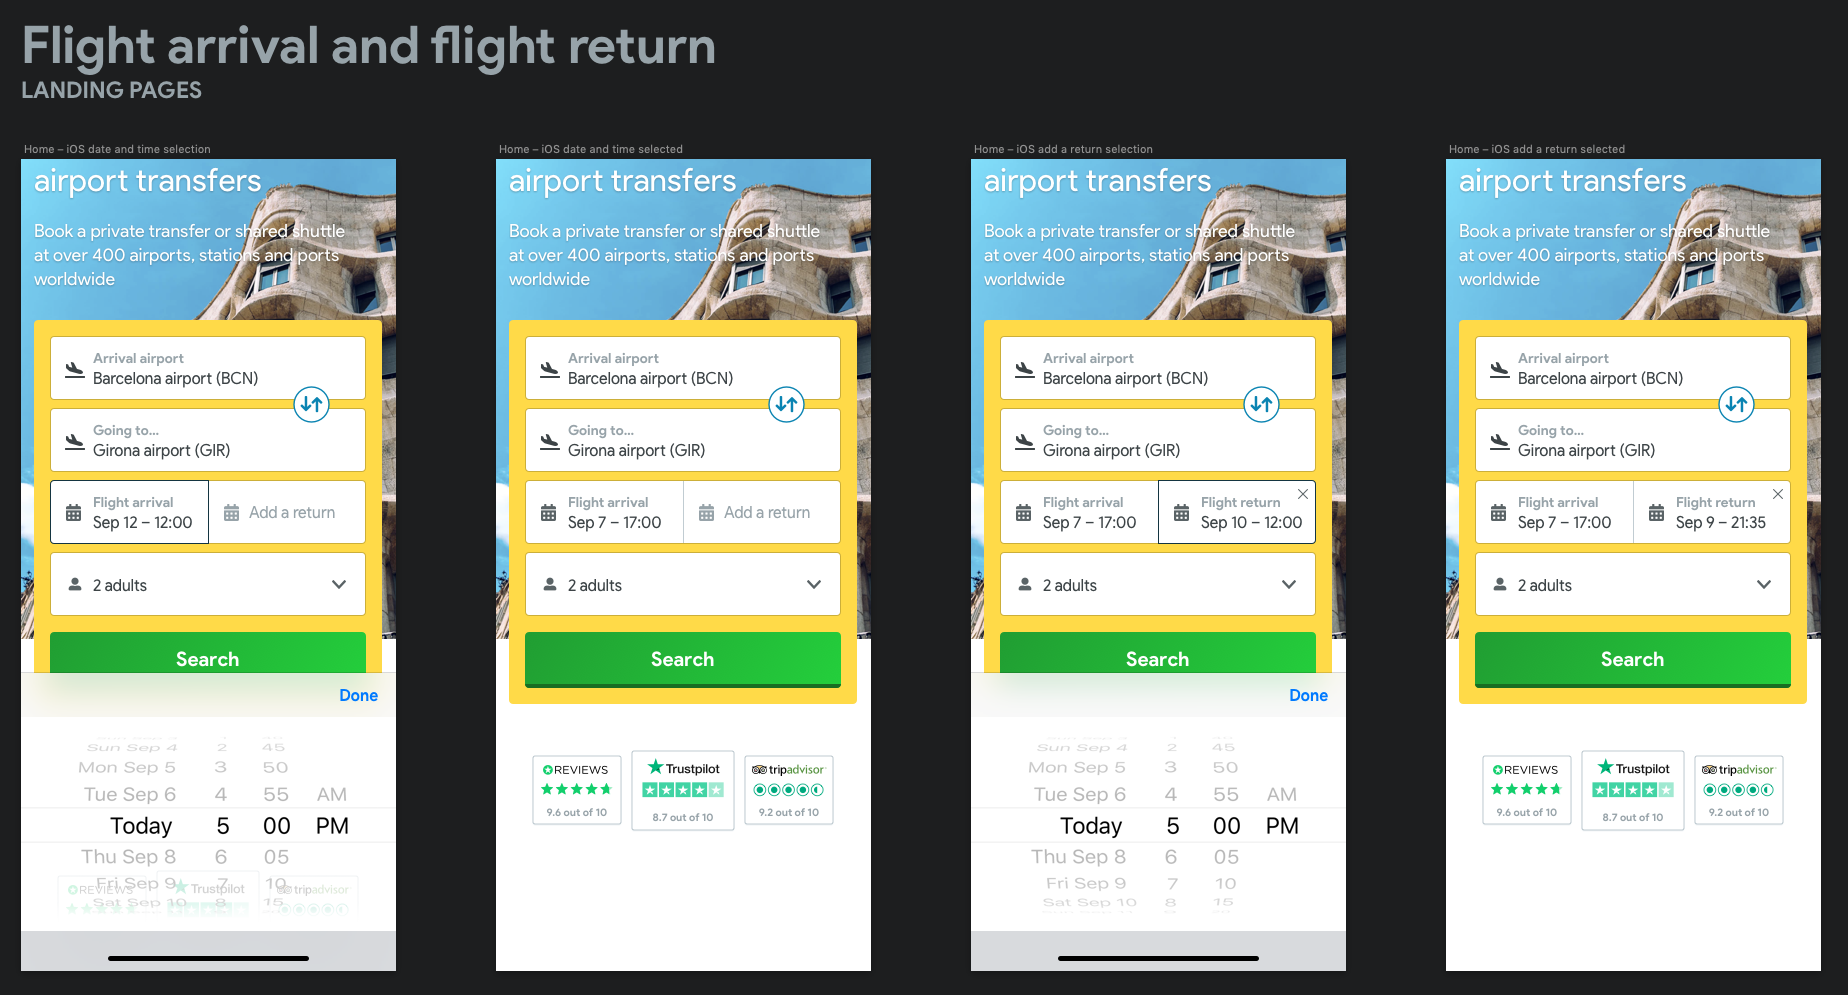 Flight arrival and flight return
LANDING PAGES
Home – iOS date and time selection
airport transfers
Book a private transfer or shared shuttle
at over 400 airports, stations and ports
worldwide
Arrival airport
Barcelona airport (BCN)
Going to...
Girona airport (GIR)
Flight arrival
Sep 12 – 12:00
Add a return
2 adults
Search
Done
Sun Sep 4 2 45
Mon Sep 5 3 50
Tue Sep 6 4 55 AM
Today 5 00 PM
Thu Sep 8 6 05
Fri Sep 9 7 10
Sat Sep 10 8 15
REVIEWS
Trustpilot
tripadvisor
Home – iOS date and time selected
airport transfers
Book a private transfer or shared shuttle
at over 400 airports, stations and ports
worldwide
Arrival airport
Barcelona airport (BCN)
Going to...
Girona airport (GIR)
Flight arrival
Sep 7 – 17:00
Add a return
2 adults
Search
REVIEWS
9.6 out of 10
Trustpilot
8.7 out of 10
tripadvisor
9.2 out of 10
Home – iOS add a return selection
airport transfers
Book a private transfer or shared shuttle
at over 400 airports, stations and ports
worldwide
Arrival airport
Barcelona airport (BCN)
Going to...
Girona airport (GIR)
Flight arrival
Sep 7 – 17:00
Flight return
Sep 10 – 12:00
2 adults
Search
Done
Sun Sep 4 2 45
Mon Sep 5 3 50
Tue Sep 6 4 55 AM
Today 5 00 PM
Thu Sep 8 6 05
Fri Sep 9 7 10
Sat Sep 10 8 15
Home – iOS add a return selected
airport transfers
Book a private transfer or shared shuttle
at over 400 airports, stations and ports
worldwide
Arrival airport
Barcelona airport (BCN)
Going to...
Girona airport (GIR)
Flight arrival
Sep 7 – 17:00
Flight return
Sep 9 – 21:35
2 adults
Search
REVIEWS
9.6 out of 10
Trustpilot
8.7 out of 10
tripadvisor
9.2 out of 10